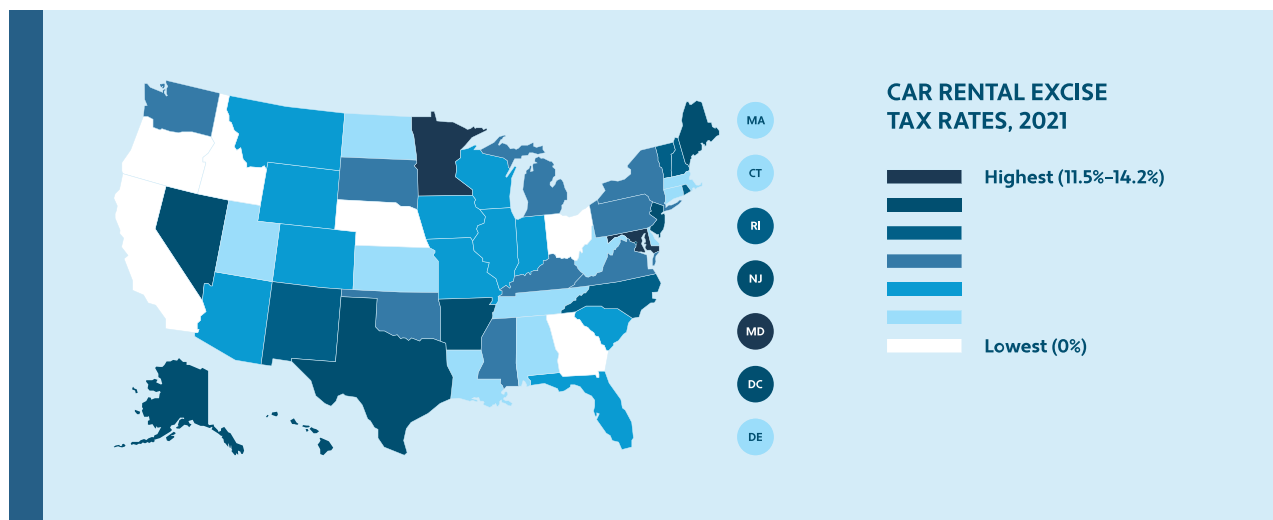 CAR RENTAL EXCISE
TAX RATES, 2021
Highest (11.5%–14.2%)
Lowest (0%)
MA
CT
RI
NJ
MD
DC
DE